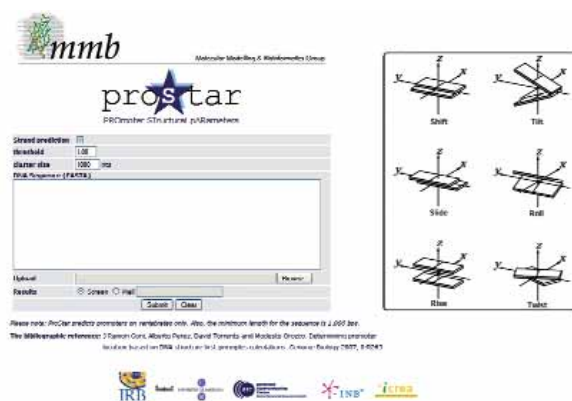 mmb
Molecular Modelling & Bioinformatics Group
prostar
PROmoter STructural pARameters
Strand prediction
threshold 1.00
cluster size 1000 nts
DNA Sequence (FASTA)
Upload Browse
Results Screen Mail
Submit Clear
Please note: ProStar predicts promoters on vertebrates only. Also, the minimum length for the sequence is 1,000 bps.
The bibliographic reference: J Ramon Goni, Alberto Perez, David Torrents and Modesto Orozco. Determining promoter
location based on DNA structure first-principles calculations. Genome Biology 2007,
IRB
INB
icrea
z
y
x
Shift
z
y
x
Tilt
z
y
x
Slide
z
y
x
Roll
z
y
x
Rise
z
y
x
Twist